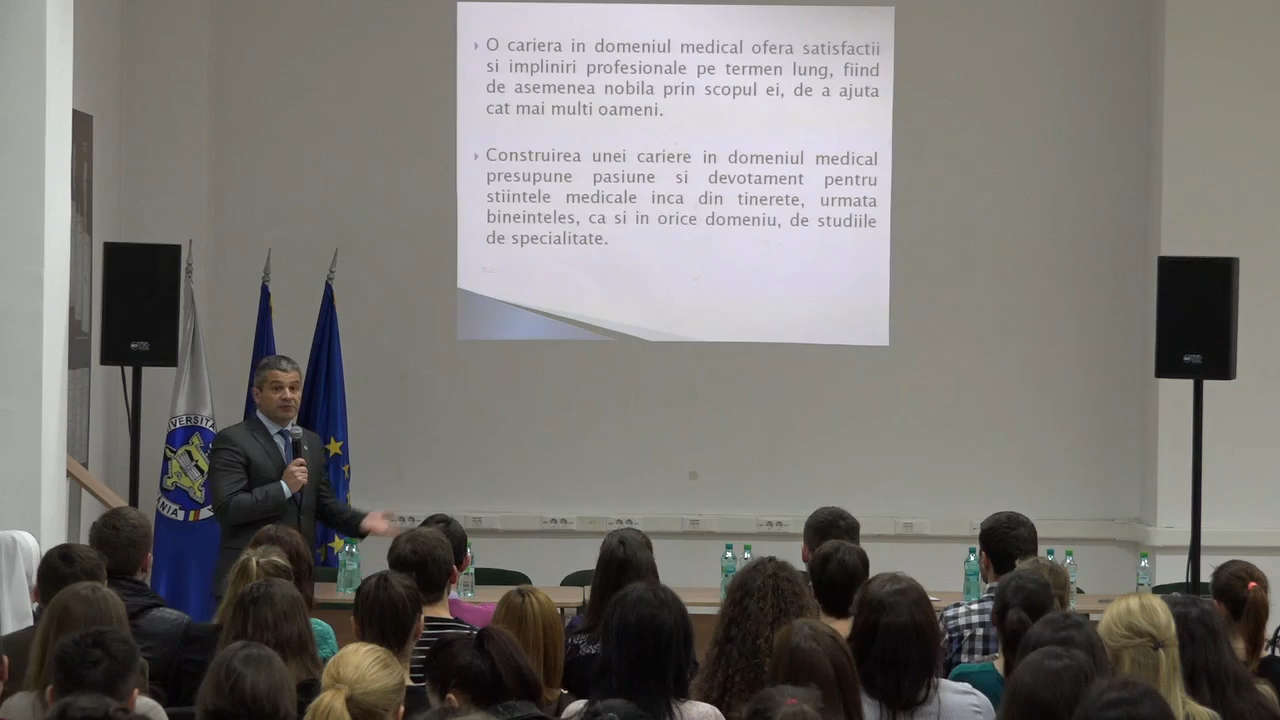 O cariera in domeniul medical ofera satisfactii
si impliniri profesionale pe termen lung, fiind
de asemenea nobila prin scopul ei, de a ajuta
cat mai multi oameni.
Construirea unei cariere in domeniul medical
presupune pasiune si devotament pentru
stiintele medicale inca din tinerete, urmata
bineinteles, ca si in orice domeniu, de studiile
de specialitate.